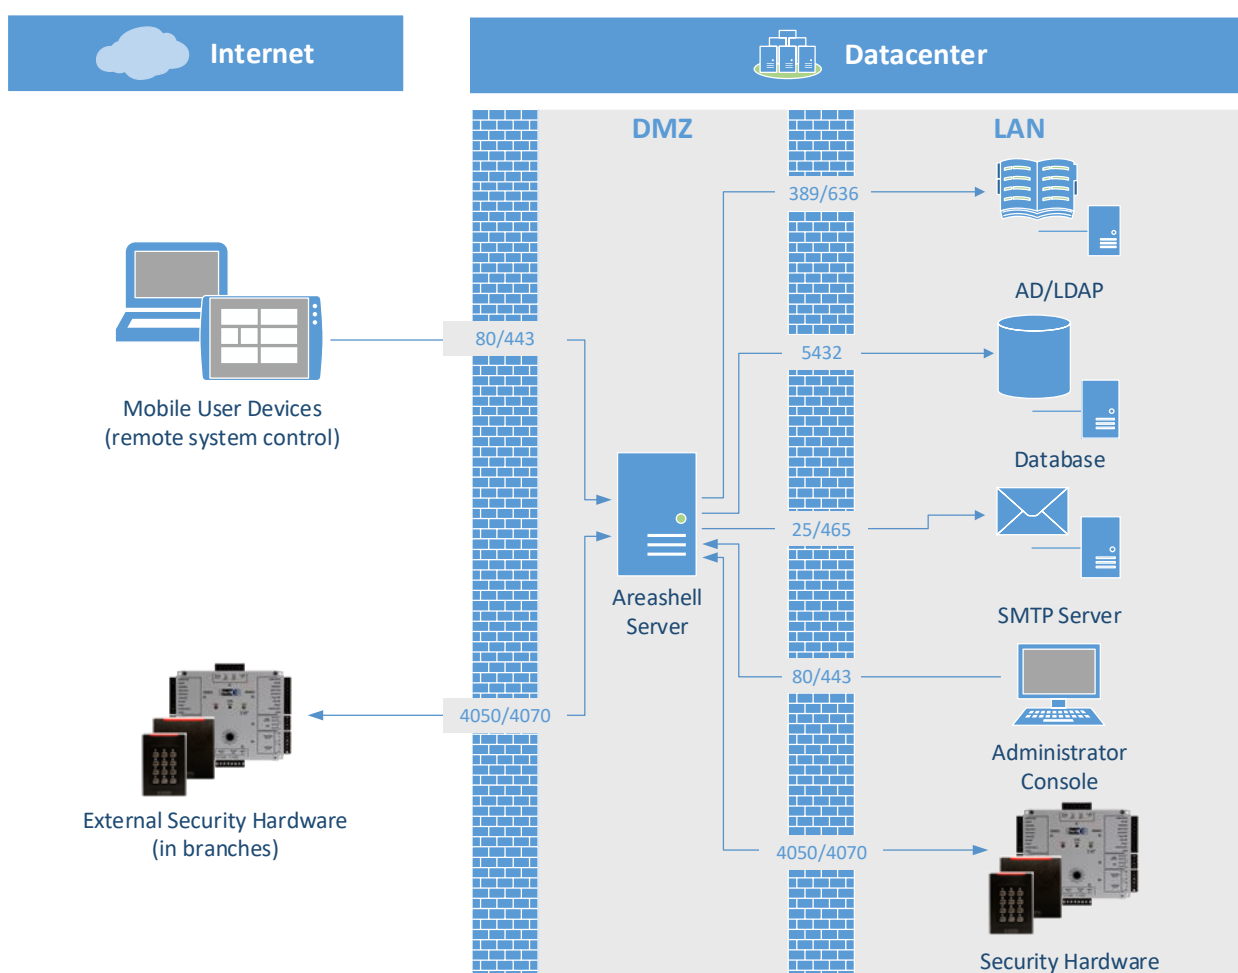 Internet
Datacenter
DMZ
LAN
389/636
AD/LDAP
80/443
5432
Mobile User Devices
(remote system control)
Database
25/465
Areashell
Server
SMTP Server
80/443
4050/4070
Administrator
Console
External Security Hardware
(in branches)
4050/4070
Security Hardware